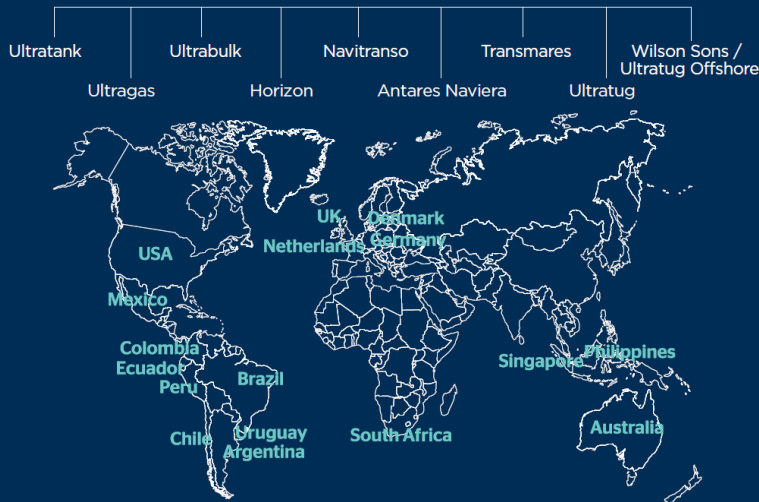 Ultratank
Ultrabulk
Navitranso
Transmares
Wilson Sons /
Ultratug Offshore
Ultragas
Horizon
Antares Naviera
Ultratug
UK
Denmark
Germany
Netherlands
USA
Mexico
Colombia
Ecuador
Peru
Brazil
Singapore
Philippines
Chile
Uruguay
Argentina
South Africa
Australia